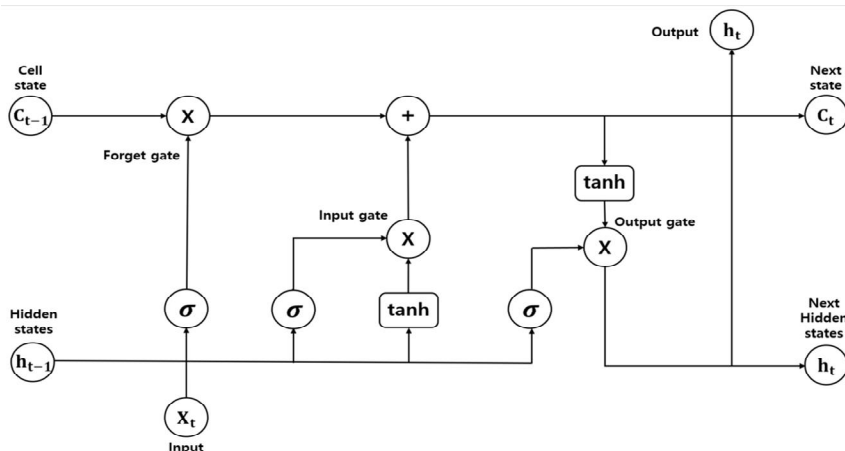 Output
h_t
Cell
state
Next
state
C_{t-1}
X
+
C_t
Forget gate
tanh
Input gate
Output gate
X
X
Hidden
states
σ
σ
tanh
σ
Next
Hidden
states
h_{t-1}
h_t
X_t
Input